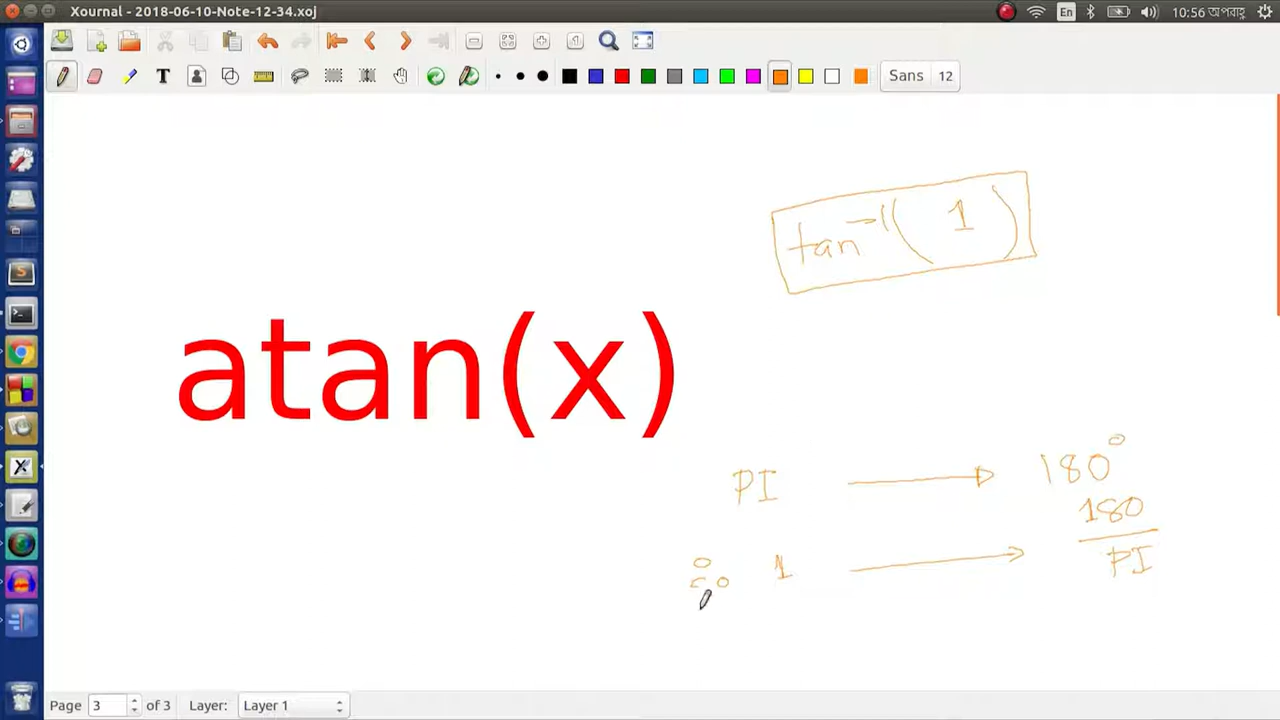 Xournal - 2018-06-10-Note-12-34.xoj
En
10:56 অপরাহ্ণ
Sans 12
tan⁻¹( 1 )
atan(x)
PI → 180°
∴ 1 → 180/PI
Page 3 of 3 Layer: Layer 1